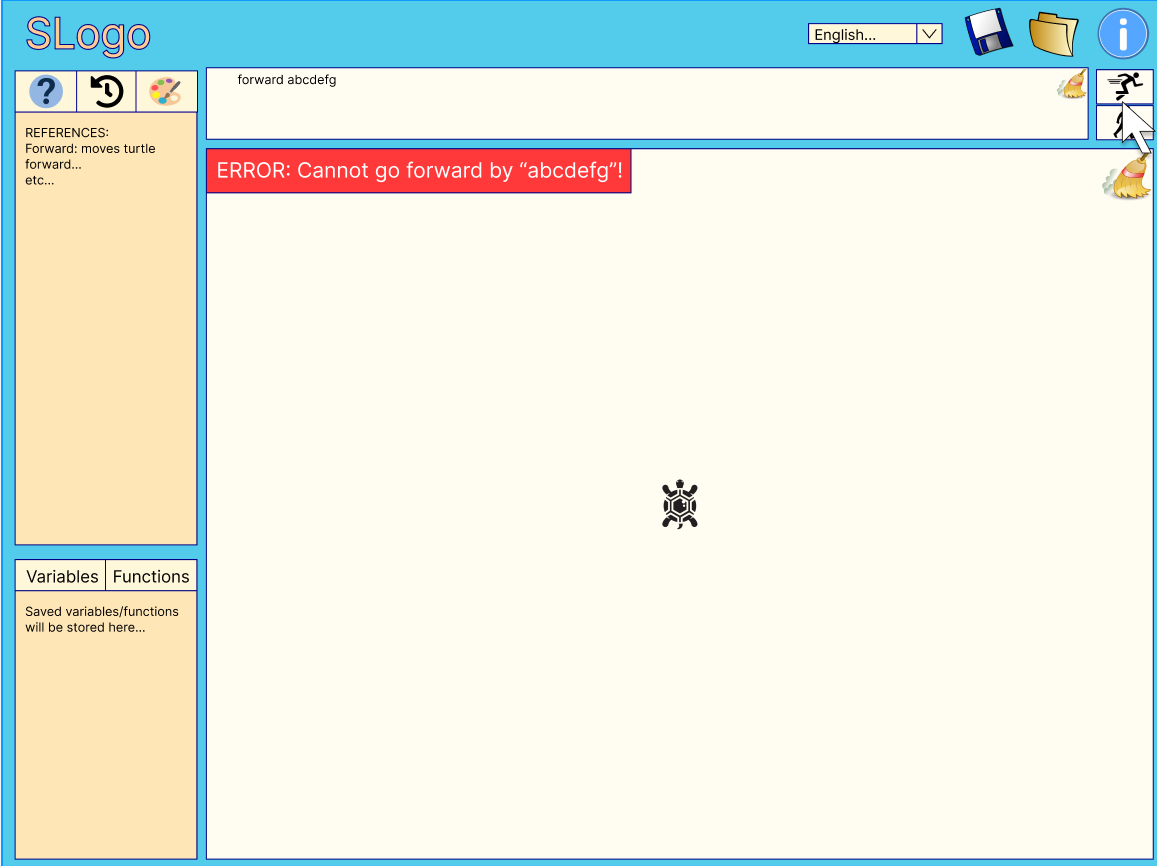 SLogo
English...
forward abcdefg
REFERENCES:
Forward: moves turtle
forward...
etc...
ERROR: Cannot go forward by “abcdefg”!
Variables
Functions
Saved variables/functions
will be stored here...